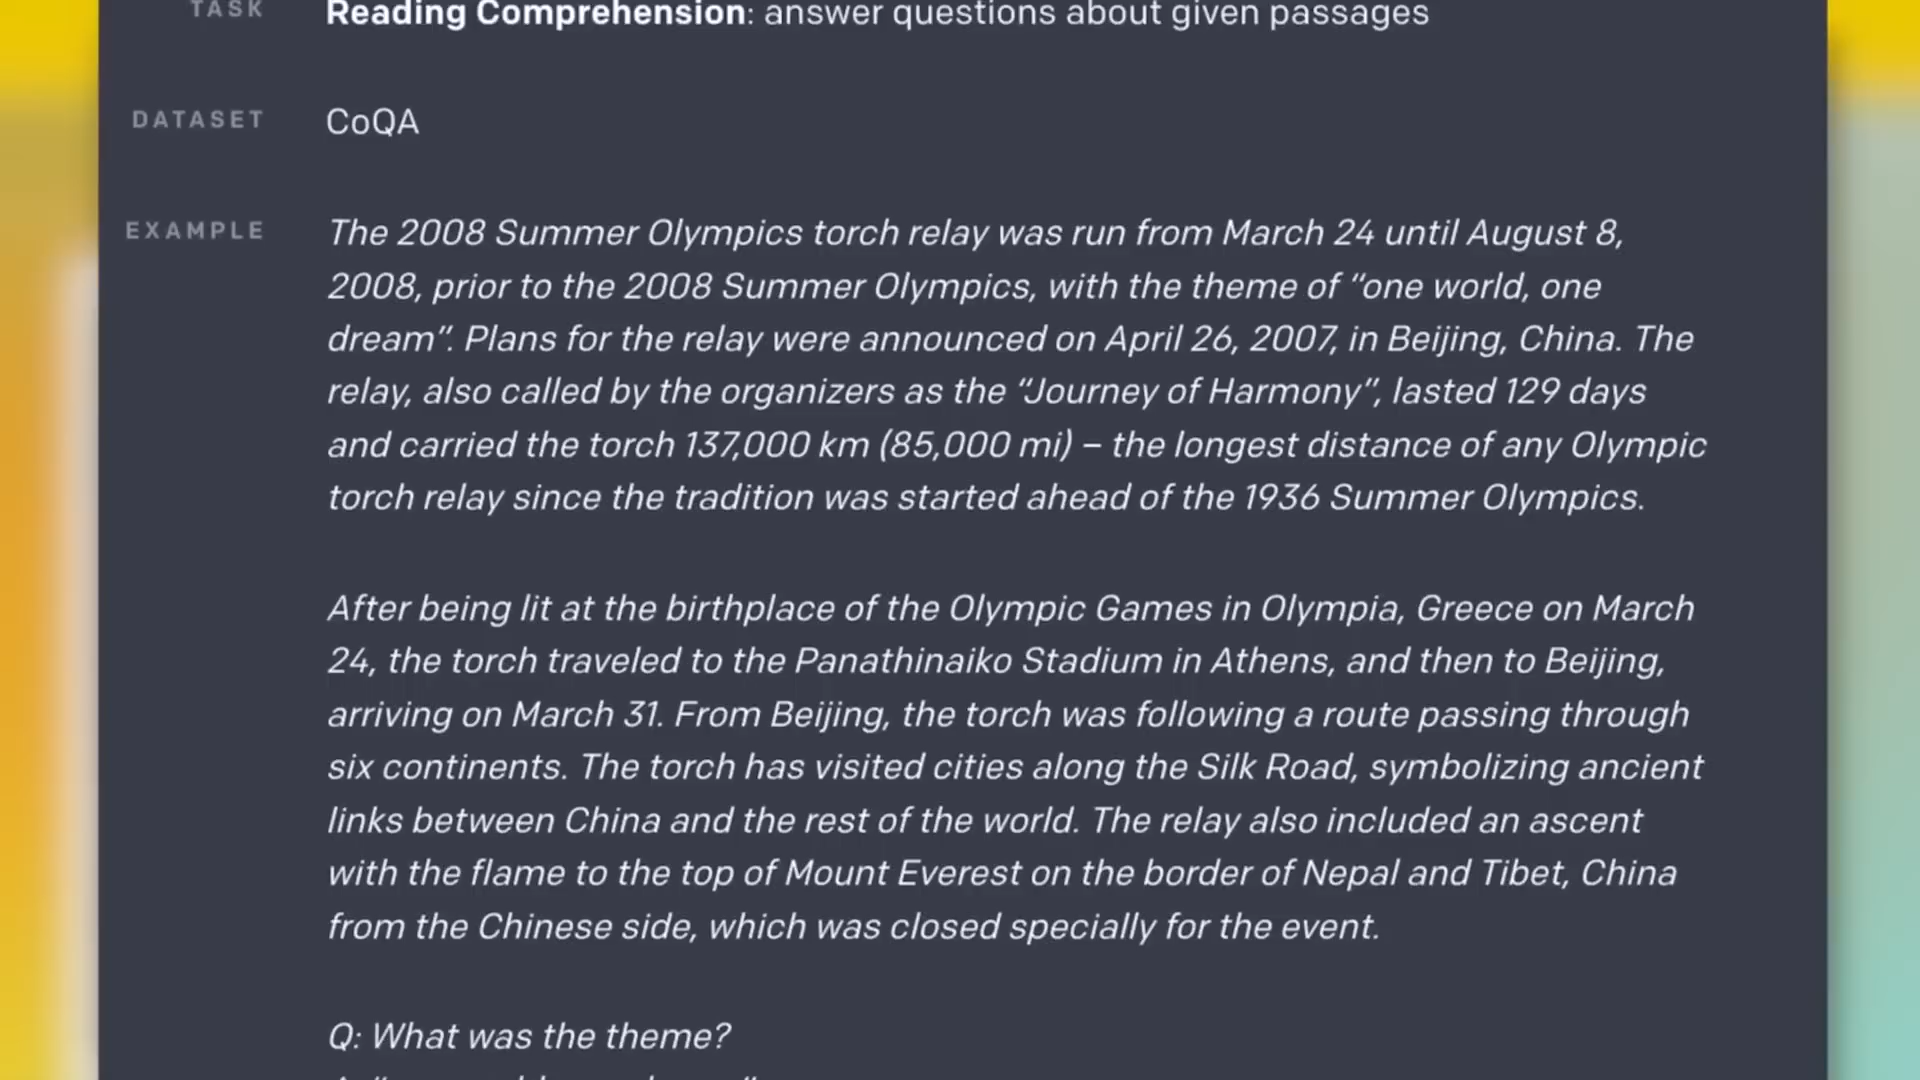 TASK
Reading Comprehension: answer questions about given passages
DATASET
CoQA
EXAMPLE
The 2008 Summer Olympics torch relay was run from March 24 until August 8,
2008, prior to the 2008 Summer Olympics, with the theme of “one world, one
dream”. Plans for the relay were announced on April 26, 2007, in Beijing, China. The
relay, also called by the organizers as the “Journey of Harmony”, lasted 129 days
and carried the torch 137,000 km (85,000 mi) – the longest distance of any Olympic
torch relay since the tradition was started ahead of the 1936 Summer Olympics.
After being lit at the birthplace of the Olympic Games in Olympia, Greece on March
24, the torch traveled to the Panathinaiko Stadium in Athens, and then to Beijing,
arriving on March 31. From Beijing, the torch was following a route passing through
six continents. The torch has visited cities along the Silk Road, symbolizing ancient
links between China and the rest of the world. The relay also included an ascent
with the flame to the top of Mount Everest on the border of Nepal and Tibet, China
from the Chinese side, which was closed specially for the event.
Q: What was the theme?